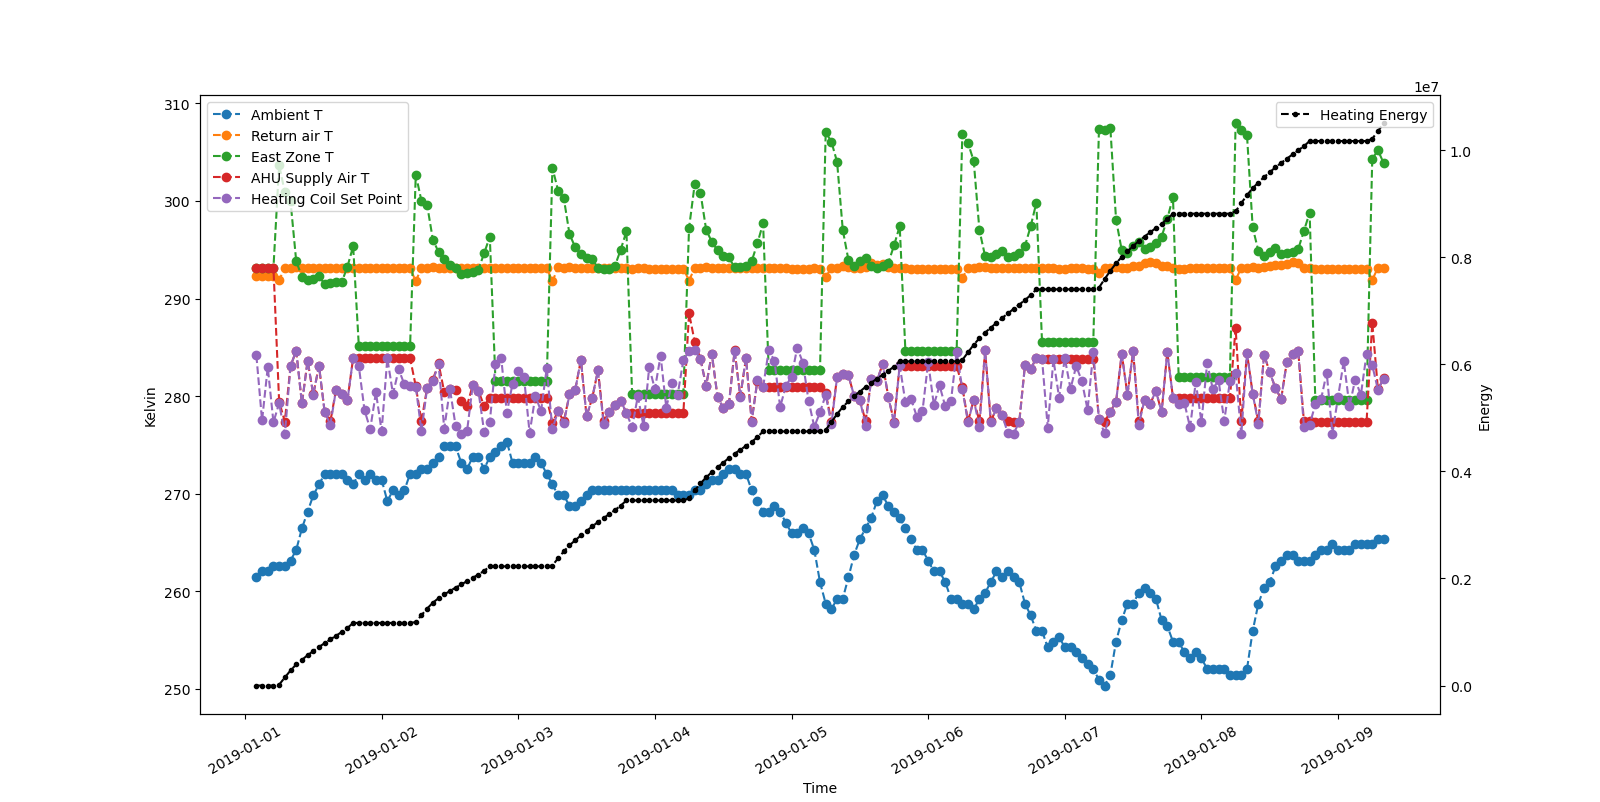 1e7
310
300
290
280
270
260
250
Kelvin
Ambient T
Return air T
East Zone T
AHU Supply Air T
Heating Coil Set Point
Heating Energy
1.0
0.8
0.6
0.4
0.2
0.0
Energy
2019-01-01
2019-01-02
2019-01-03
2019-01-04
2019-01-05
2019-01-06
2019-01-07
2019-01-08
2019-01-09
Time